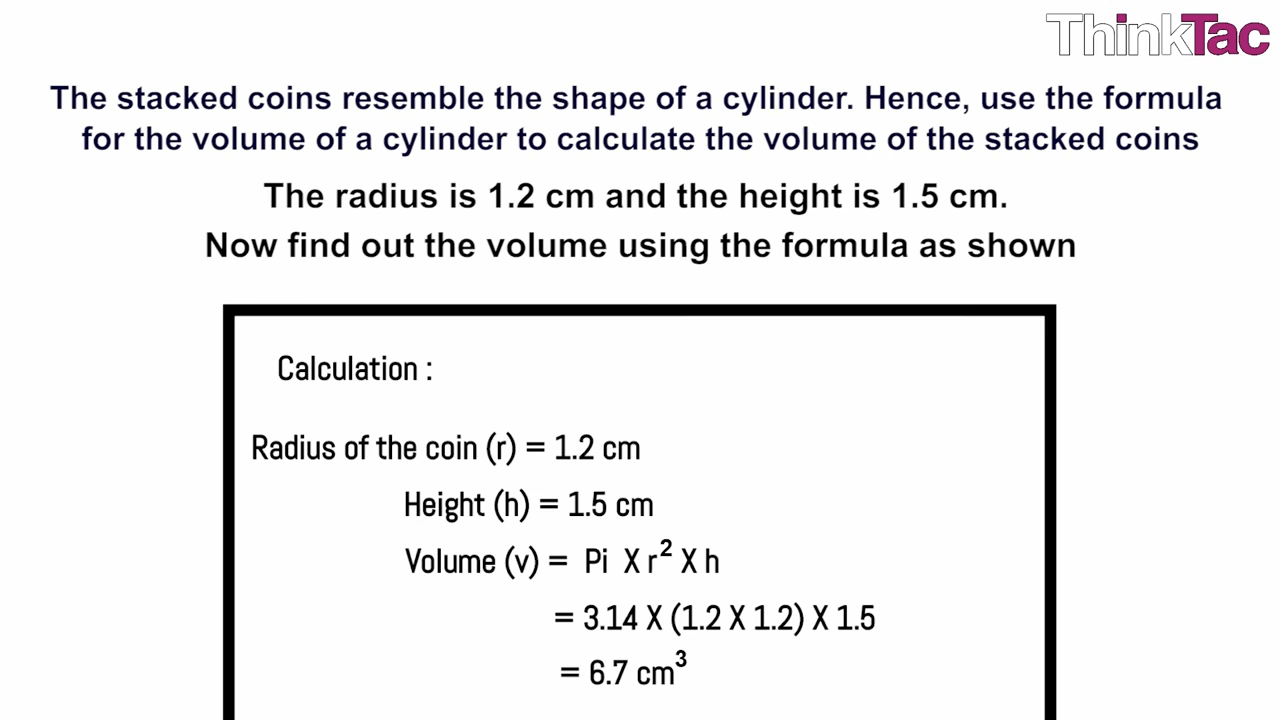 ThinkTac
The stacked coins resemble the shape of a cylinder. Hence, use the formula
for the volume of a cylinder to calculate the volume of the stacked coins
The radius is 1.2 cm and the height is 1.5 cm.
Now find out the volume using the formula as shown
Calculation :
Radius of the coin (r) = 1.2 cm
Height (h) = 1.5 cm
Volume (v) = Pi X r² X h
= 3.14 X (1.2 X 1.2) X 1.5
= 6.7 cm³